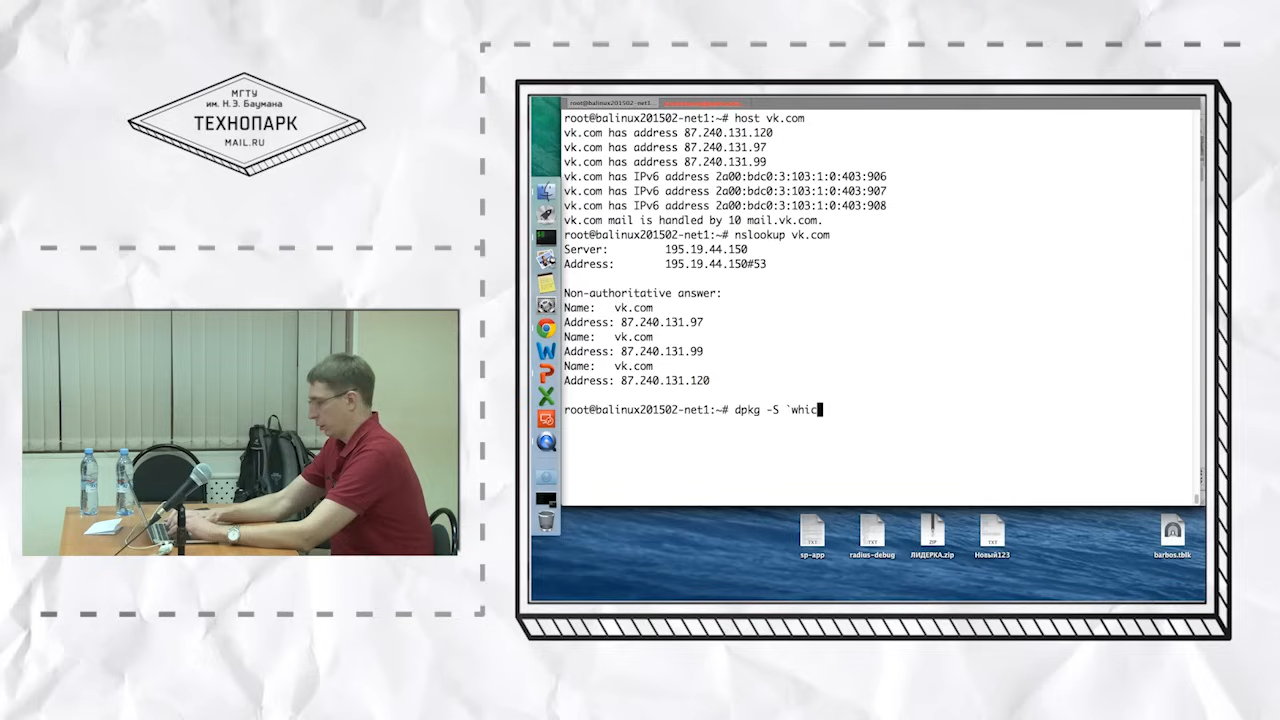 МГТУ
им. Н.Э. Баумана
ТЕХНОПАРК
MAIL.RU
root@balinux201502-net1...
root@balinux201502-net1:~# host vk.com
vk.com has address 87.240.131.120
vk.com has address 87.240.131.97
vk.com has address 87.240.131.99
vk.com has IPv6 address 2a00:bdc0:3:103:1:0:403:906
vk.com has IPv6 address 2a00:bdc0:3:103:1:0:403:907
vk.com has IPv6 address 2a00:bdc0:3:103:1:0:403:908
vk.com mail is handled by 10 mail.vk.com.
root@balinux201502-net1:~# nslookup vk.com
Server: 195.19.44.150
Address: 195.19.44.150#53
Non-authoritative answer:
Name: vk.com
Address: 87.240.131.97
Name: vk.com
Address: 87.240.131.99
Name: vk.com
Address: 87.240.131.120
root@balinux201502-net1:~# dpkg -S `whic
sp-app
radius-debug
ЛИДЕРКА.zip
Новый123
barbos.tblk